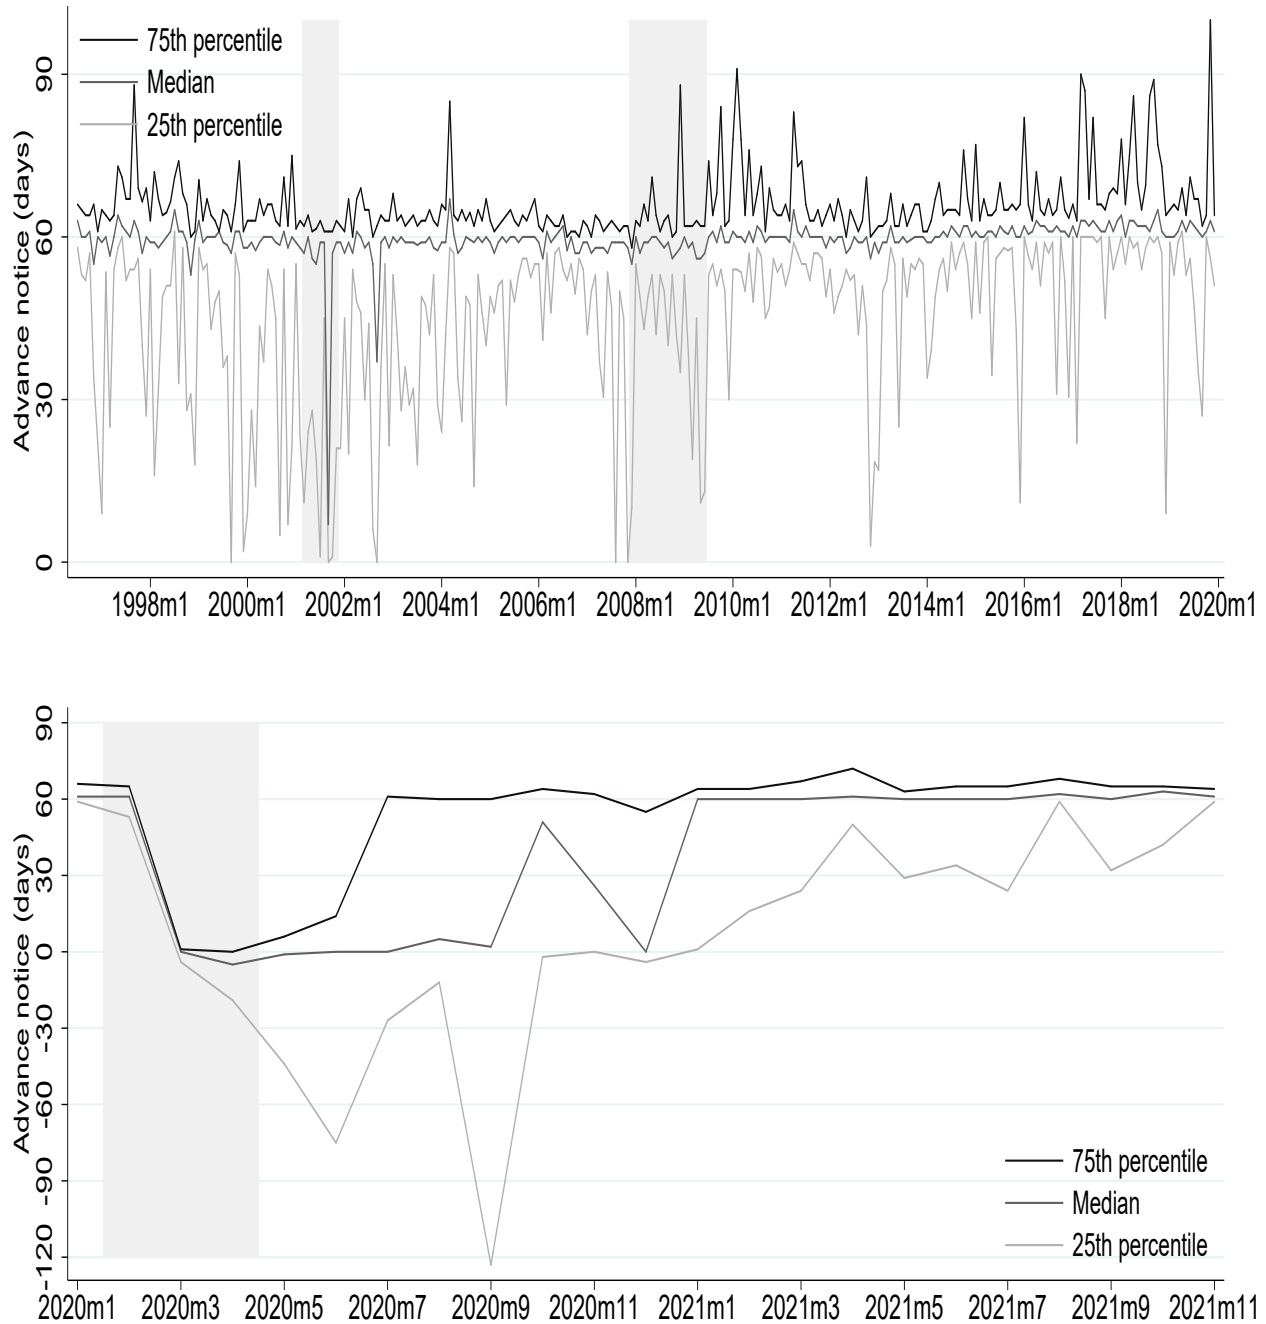 75th percentile
Median
25th percentile
Advance notice (days)
90
60
30
0
1998m1 2000m1 2002m1 2004m1 2006m1 2008m1 2010m1 2012m1 2014m1 2016m1 2018m1 2020m1
Advance notice (days)
90
60
30
0
-30
-60
-90
-120
75th percentile
Median
25th percentile
2020m1 2020m3 2020m5 2020m7 2020m9 2020m11 2021m1 2021m3 2021m5 2021m7 2021m9 2021m11